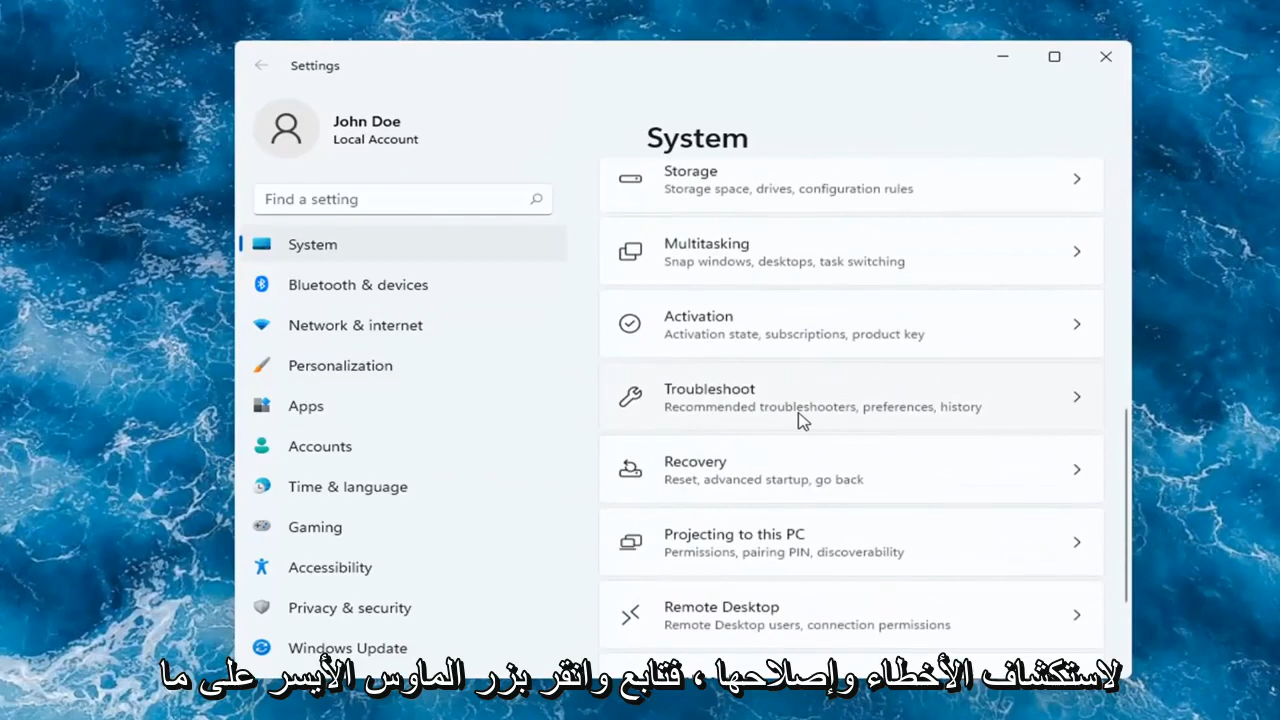 Settings
John Doe
Local Account
Find a setting
System
Bluetooth & devices
Network & internet
Personalization
Apps
Accounts
Time & language
Gaming
Accessibility
Privacy & security
Windows Update
System
Storage
Storage space, drives, configuration rules
Multitasking
Snap windows, desktops, task switching
Activation
Activation state, subscriptions, product key
Troubleshoot
Recommended troubleshooters, preferences, history
Recovery
Reset, advanced startup, go back
Projecting to this PC
Permissions, pairing PIN, discoverability
Remote Desktop
Remote Desktop users, connection permissions
لاستكشاف الأخطاء وإصلاحها ، فتابع وانقر بزر الماوس الأيسر على ما